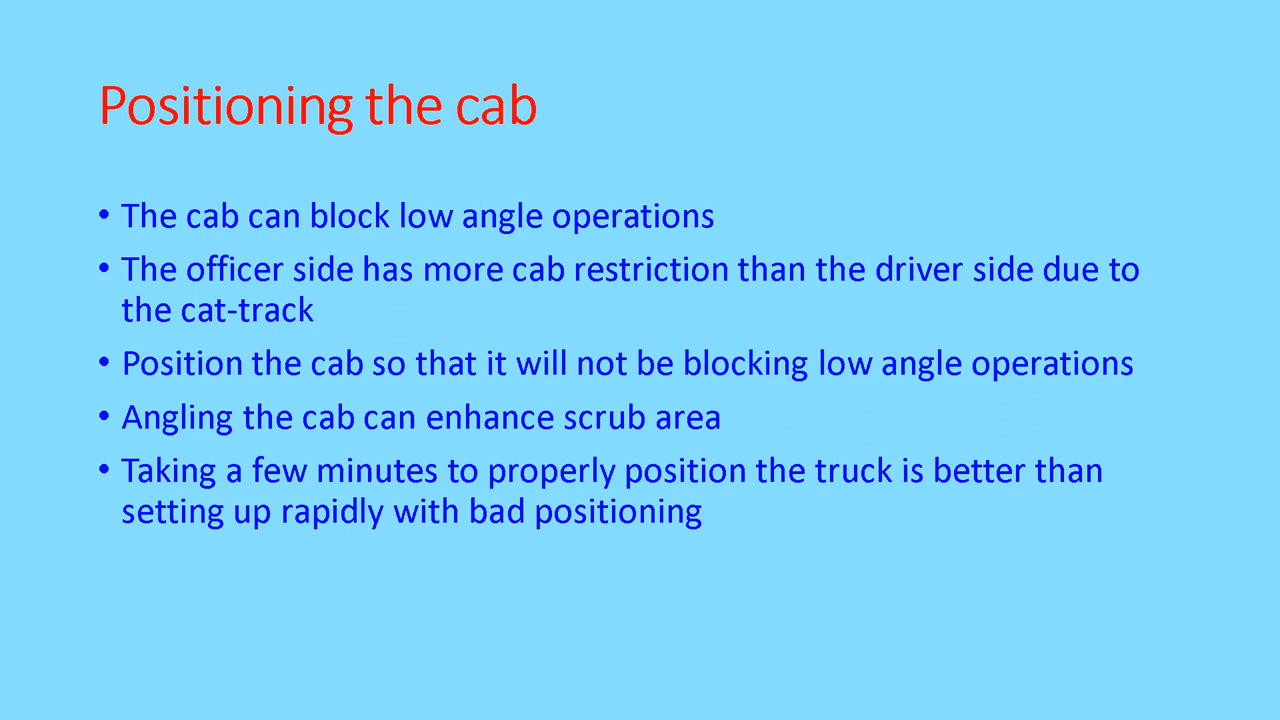 Positioning the cab
• The cab can block low angle operations
• The officer side has more cab restriction than the driver side due to
the cat-track
• Position the cab so that it will not be blocking low angle operations
• Angling the cab can enhance scrub area
• Taking a few minutes to properly position the truck is better than
setting up rapidly with bad positioning